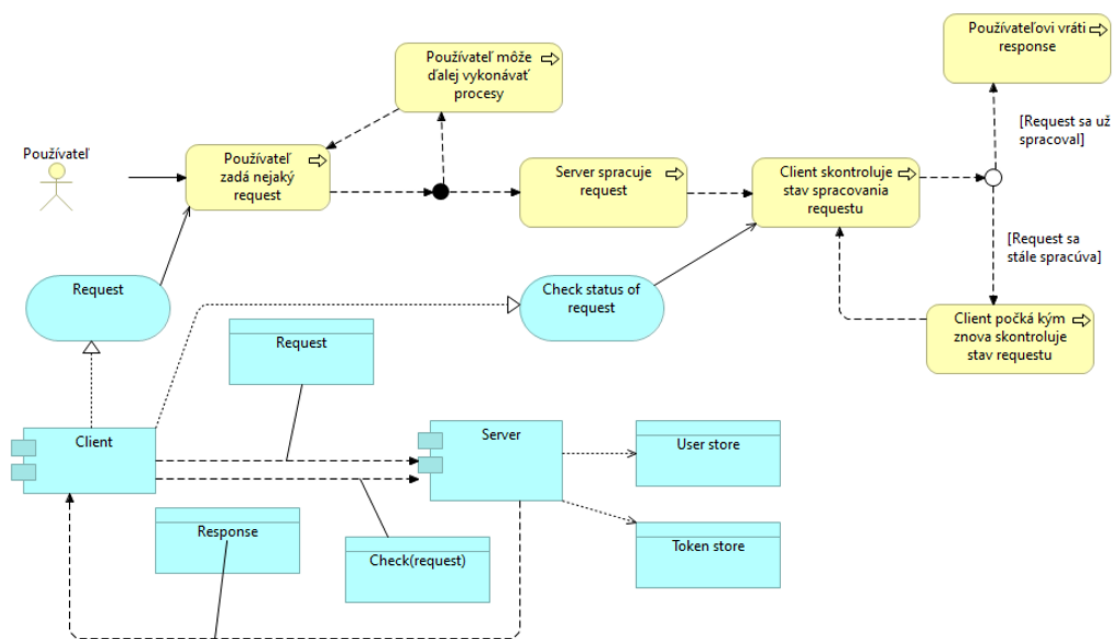 Používateľovi vráti
response
Používateľ môže
ďalej vykonávať
procesy
[Request sa už
spracoval]
Používateľ
Používateľ
zadá nejaký
request
Server spracuje
request
Client skontroluje
stav spracovania
requestu
[Request sa
stále spracúva]
Request
Check status of
request
Client počká kým
znova skontroluje
stav requestu
Request
Client
Server
User store
Response
Check(request)
Token store